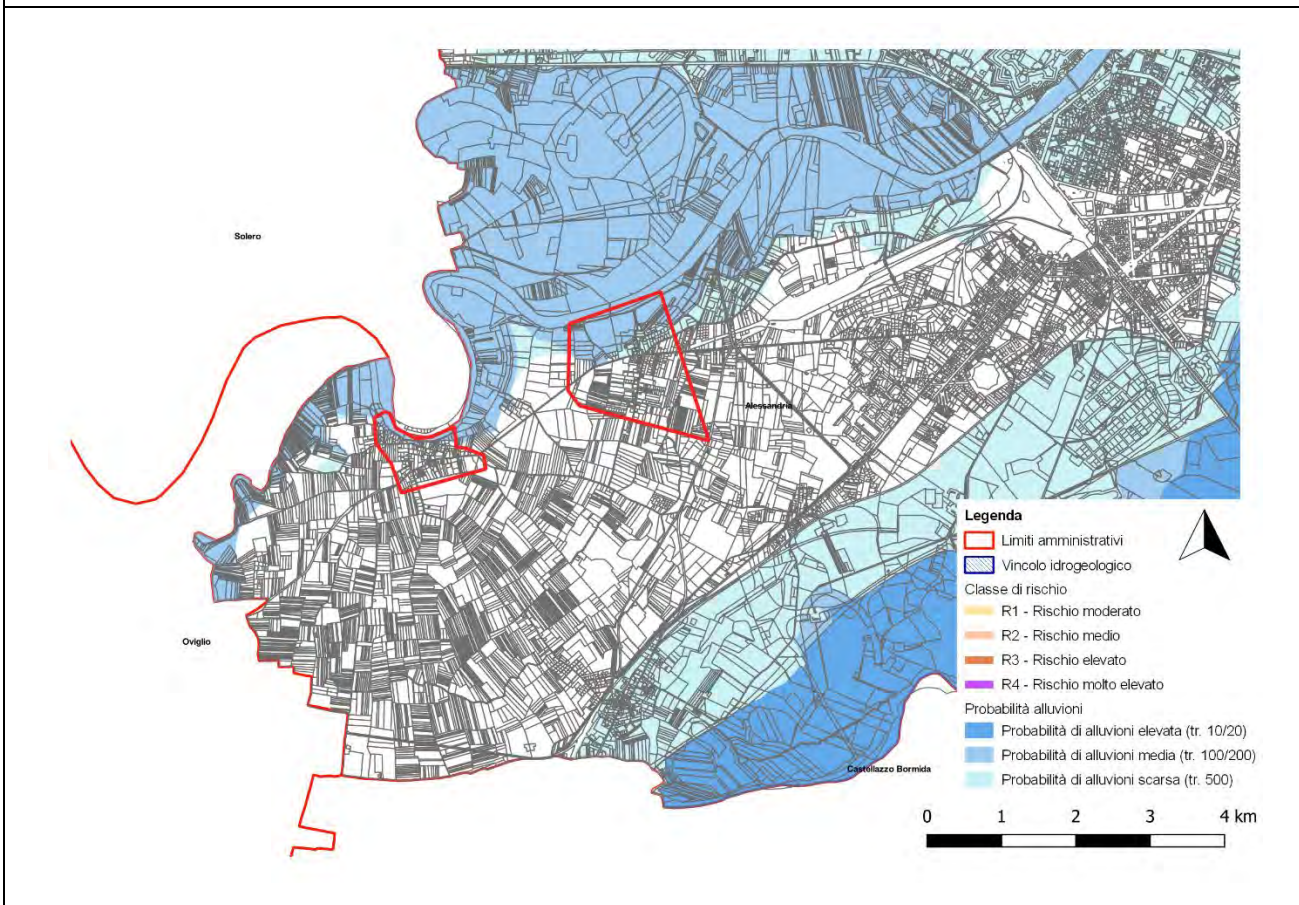 Solero
Alessandria
Oviglio
Castellazzo Bormida
Legenda
Limiti amministrativi
Vincolo idrogeologico
Classe di rischio
R1 - Rischio moderato
R2 - Rischio medio
R3 - Rischio elevato
R4 - Rischio molto elevato
Probabilità alluvioni
Probabilità di alluvioni elevata (tr. 10/20)
Probabilità di alluvioni media (tr. 100/200)
Probabilità di alluvioni scarsa (tr. 500)
0 1 2 3 4 km